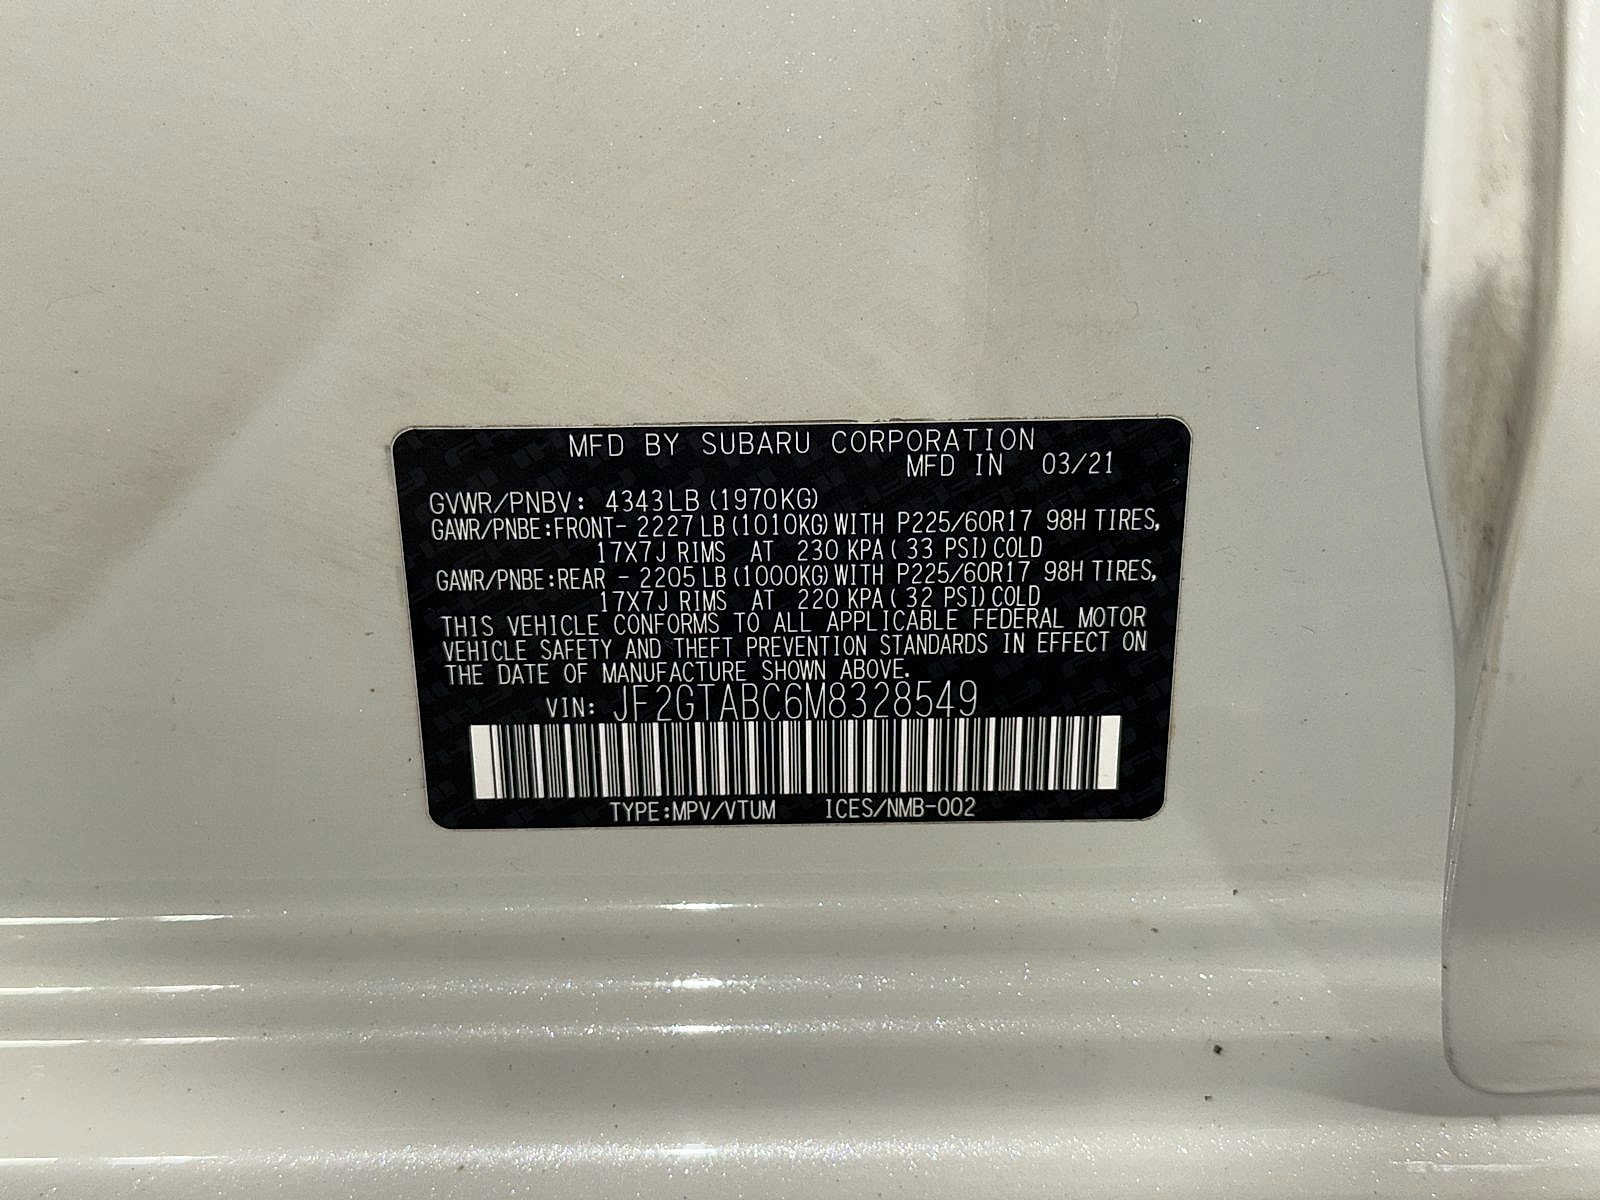 MFD BY SUBARU CORPORATION
MFD IN 03/21
GVWR/PNBV: 4343LB(1970KG)
GAWR/PNBE:FRONT- 2227LB(1010KG)WITH P225/60R17 98H TIRES,
17X7J RIMS AT 230 KPA( 33 PSI)COLD
GAWR/PNBE:REAR - 2205LB(1000KG)WITH P225/60R17 98H TIRES,
17X7J RIMS AT 220 KPA( 32 PSI)COLD
THIS VEHICLE CONFORMS TO ALL APPLICABLE FEDERAL MOTOR
VEHICLE SAFETY AND THEFT PREVENTION STANDARDS IN EFFECT ON
THE DATE OF MANUFACTURE SHOWN ABOVE.
VIN: JF2GTABC6M8328549
TYPE:MPV/VTUM ICES/NMB-002